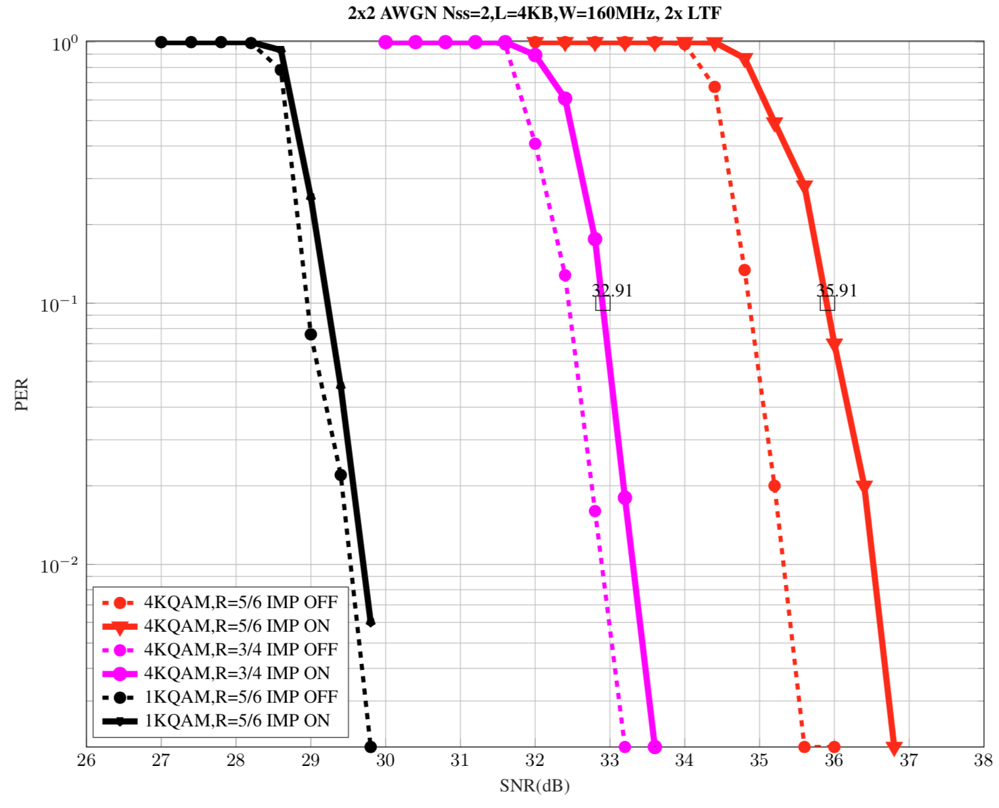 2x2 AWGN Nss=2,L=4KB,W=160MHz, 2x LTF
10⁰
10⁻¹
10⁻²
PER
32.91
35.91
4KQAM,R=5/6 IMP OFF
4KQAM,R=5/6 IMP ON
4KQAM,R=3/4 IMP OFF
4KQAM,R=3/4 IMP ON
1KQAM,R=5/6 IMP OFF
1KQAM,R=5/6 IMP ON
26 27 28 29 30 31 32 33 34 35 36 37 38
SNR(dB)